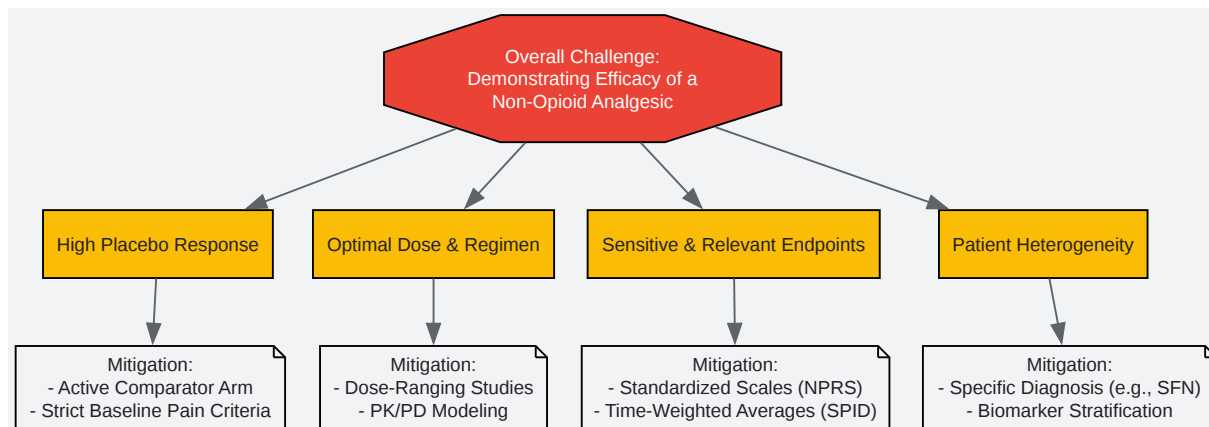 Overall Challenge:
Demonstrating Efficacy of a
Non-Opioid Analgesic
High Placebo Response
Optimal Dose & Regimen
Sensitive & Relevant Endpoints
Patient Heterogeneity
Mitigation:
- Active Comparator Arm
- Strict Baseline Pain Criteria
Mitigation:
- Dose-Ranging Studies
- PK/PD Modeling
Mitigation:
- Standardized Scales (NPRS)
- Time-Weighted Averages (SPID)
Mitigation:
- Specific Diagnosis (e.g., SFN)
- Biomarker Stratification